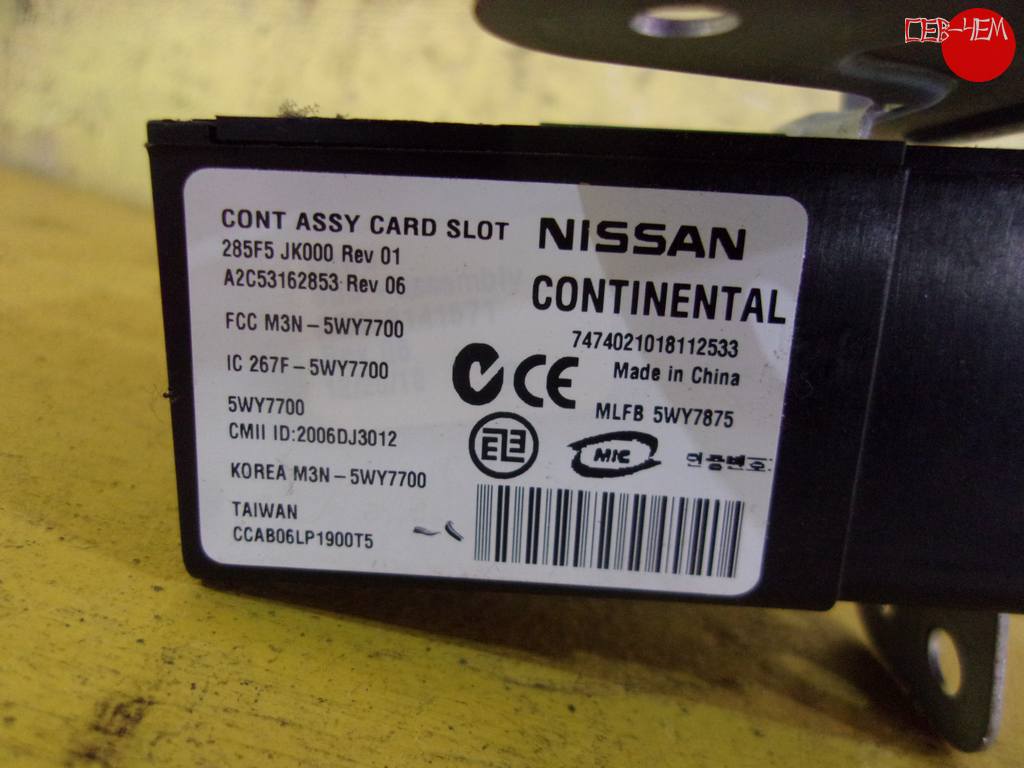 CONT ASSY CARD SLOT
285F5 JK000 Rev 01
A2C53162853 Rev 06
FCC M3N-5WY7700
IC 267F-5WY7700
5WY7700
CMII ID:2006DJ3012
KOREA M3N-5WY7700
TAIWAN
CCAB06LP1900T5
NISSAN
CONTINENTAL
7474021018112533
Made in China
CE
MLFB 5WY7875
MIC
인증번호: